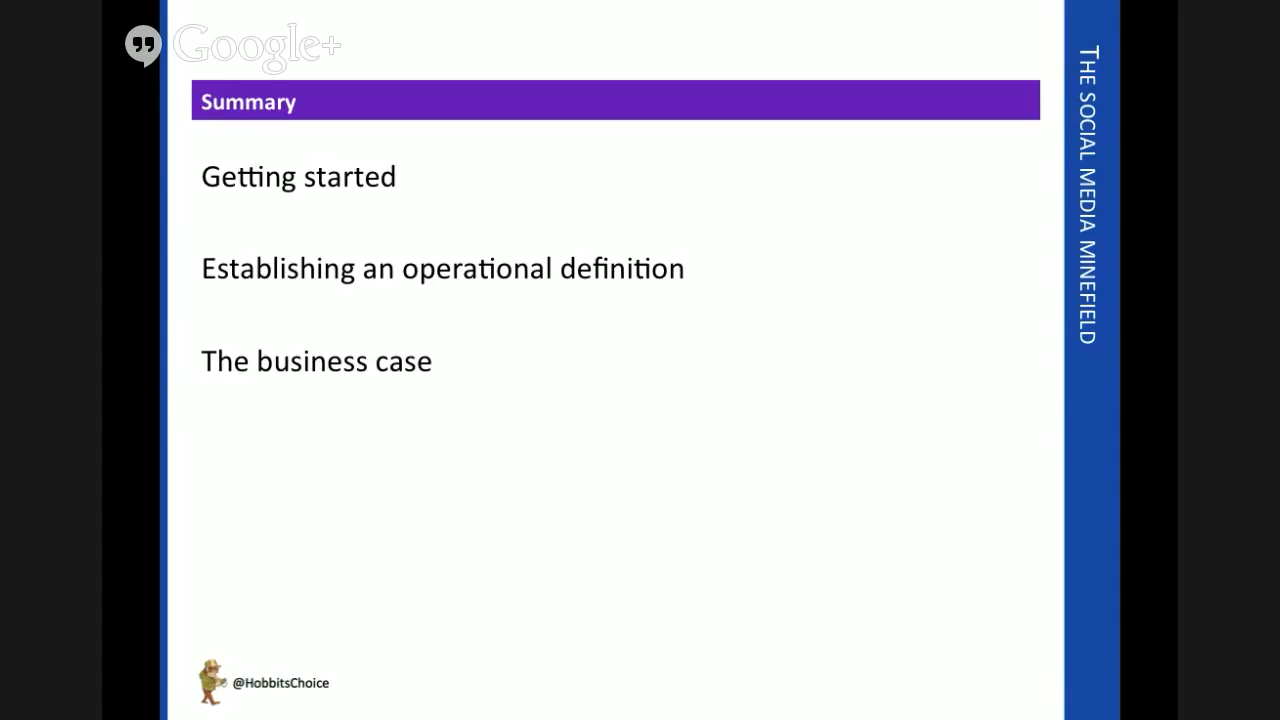 Google+
Summary
Getting started
Establishing an operational definition
The business case
@HobbitsChoice
THE SOCIAL MEDIA MINEFIELD